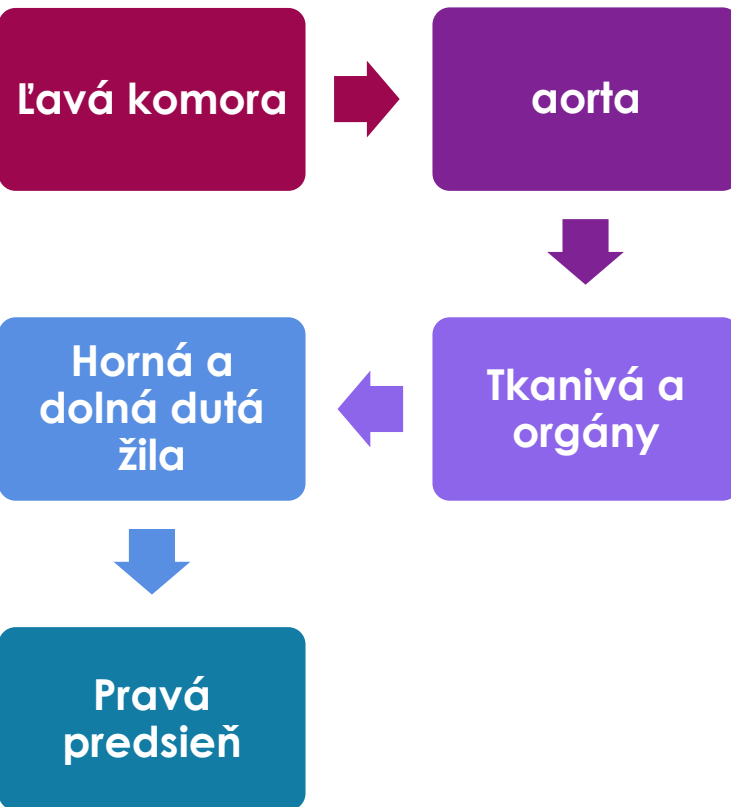 Ľavá komora
aorta
Tkanivá a
orgány
Horná a
dolná dutá
žila
Pravá
predsieň